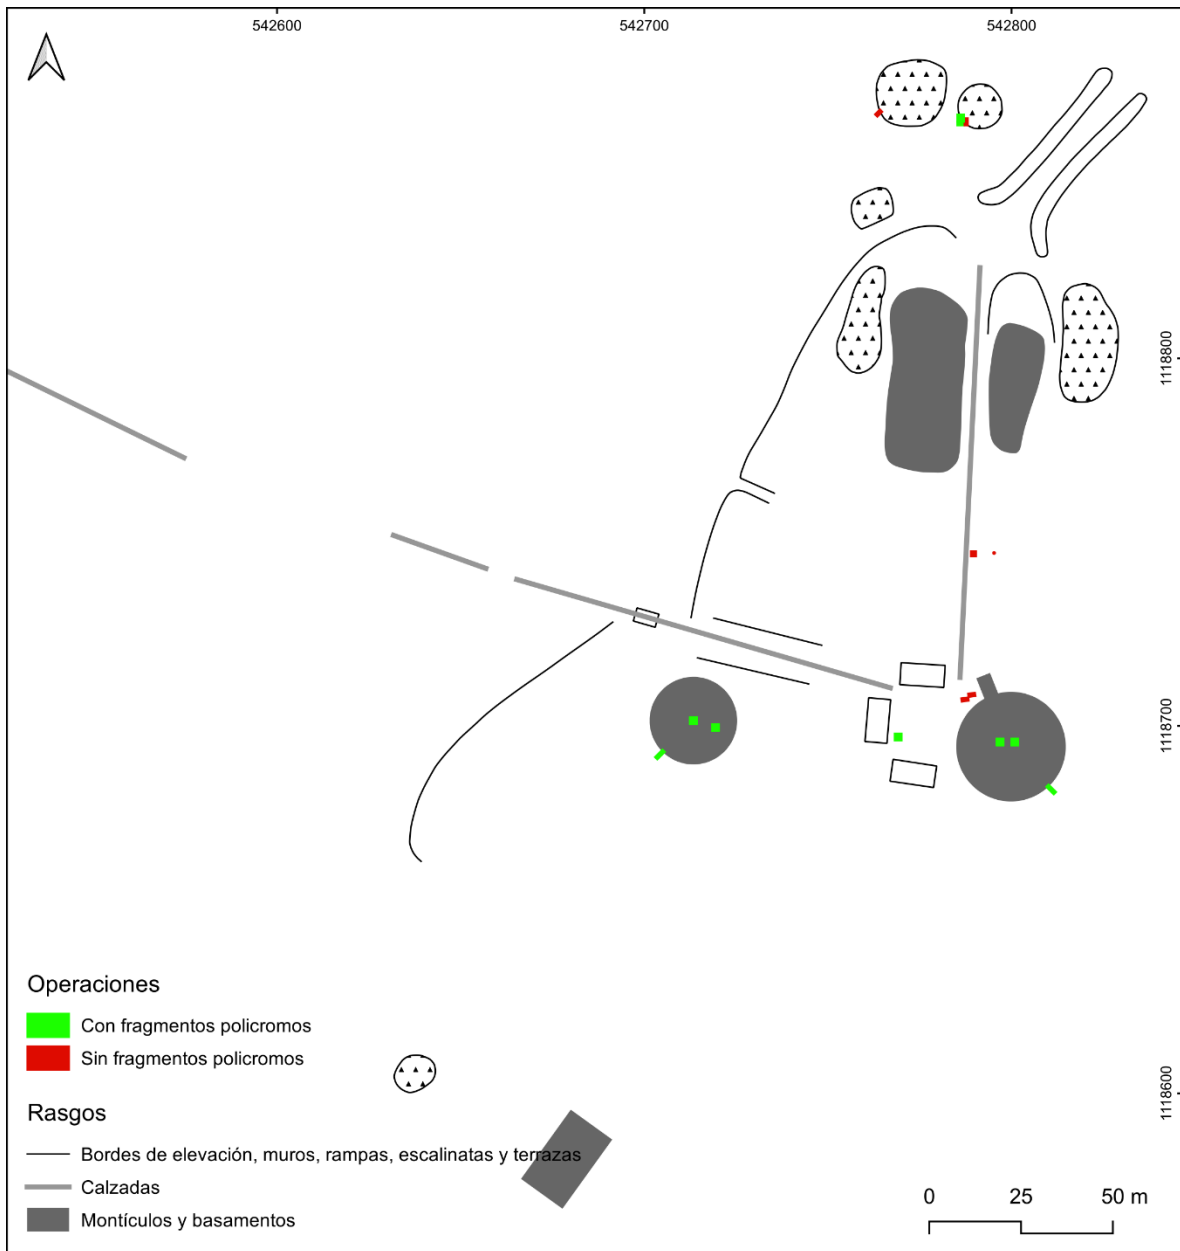 542600
542700
542800
1118800
1118700
1118600
Operaciones
Con fragmentos policromos
Sin fragmentos policromos
Rasgos
Bordes de elevación, muros, rampas, escalinatas y terrazas
Calzadas
Montículos y basamentos
0 25 50 m